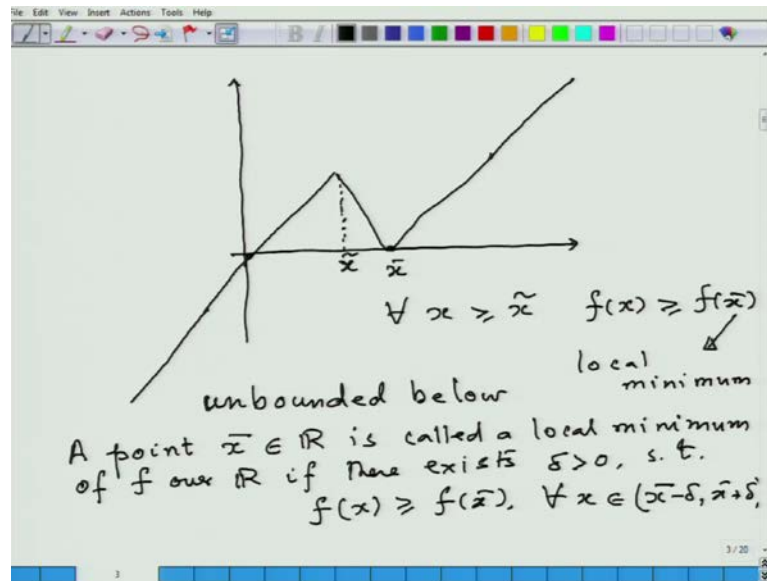 File Edit View Insert Actions Tools Help
B I
x̃ x̄
∀ x ⩾ x̃ f(x) ⩾ f(x̄)
local
minimum
unbounded below
A point x̄ ∈ ℝ is called a local minimum
of f over ℝ if there exists δ>0, s.t.
f(x) ⩾ f(x̄), ∀ x ∈ (x̄-δ, x̄+δ
3 / 20
3